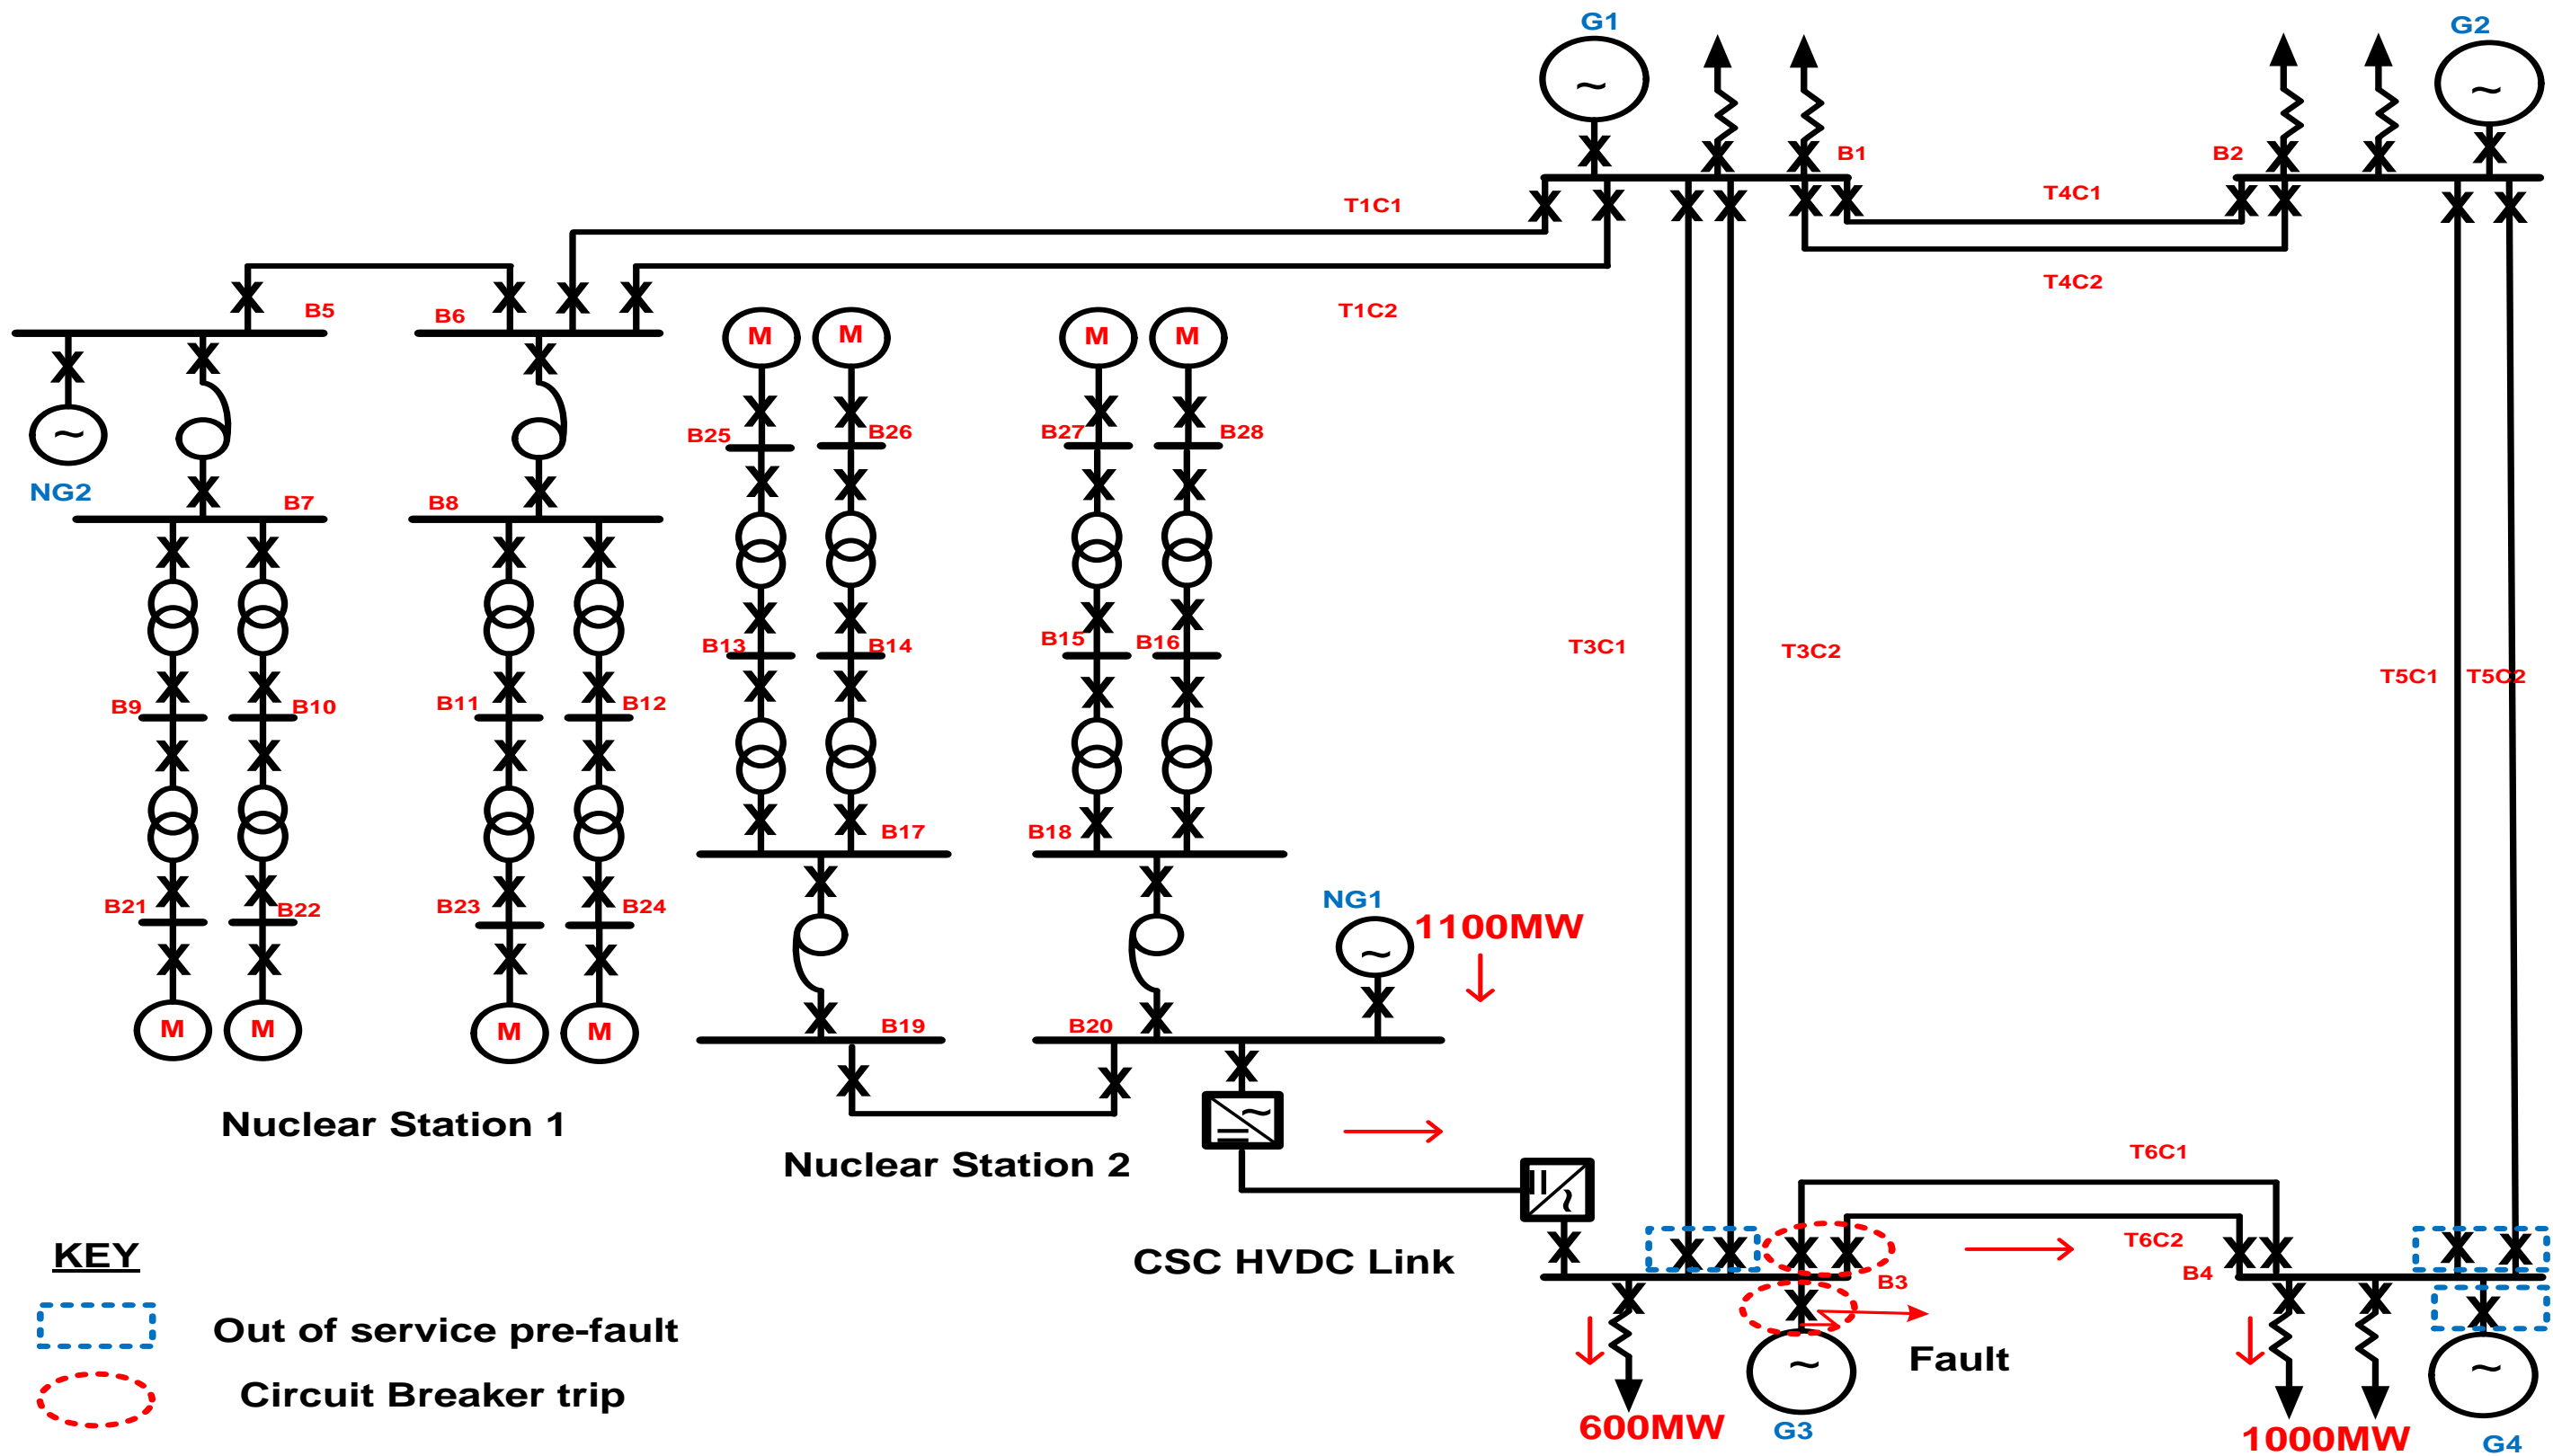 G1
G2
B1
B2
T4C1
T1C1
T4C2
B5
B6
T1C2
M
M
M
M
B25
B26
B27
B28
NG2
B7
B8
B13
B14
B15
B16
T3C1
T3C2
T5C1
T5C2
B9
B10
B11
B12
B17
B18
NG1
1100MW
B21
B22
B23
B24
M
M
M
M
B19
B20
Nuclear Station 1
Nuclear Station 2
T6C1
T6C2
CSC HVDC Link
B3
B4
KEY
Out of service pre-fault
Circuit Breaker trip
Fault
600MW
G3
1000MW
G4